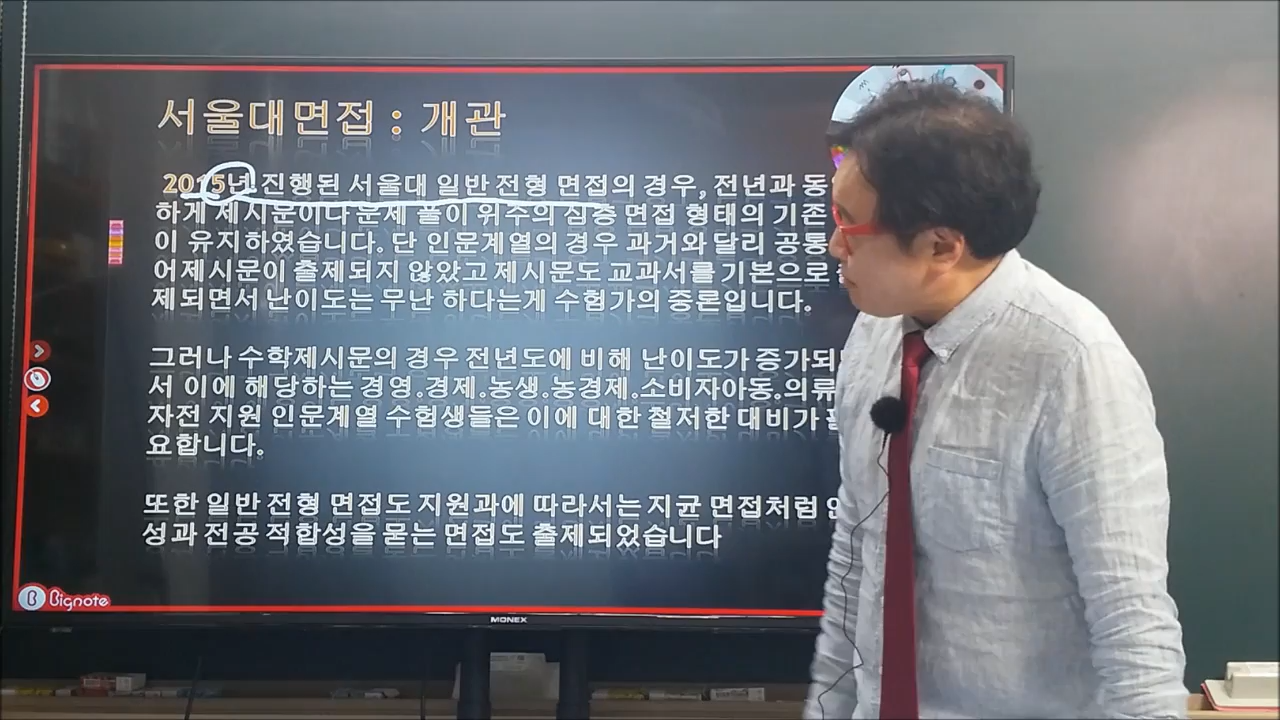 서울대면접 : 개관
2015년 진행된 서울대 일반 전형 면접의 경우, 전년과 동
하게 제시문이나 문제 풀이 위주의 심층 면접 형태의 기존
이 유지하였습니다. 단 인문계열의 경우 과거와 달리 공통
어제시문이 출제되지 않았고 제시문도 교과서를 기본으로
제되면서 난이도는 무난 하다는게 수험가의 중론입니다.
그러나 수학제시문의 경우 전년도에 비해 난이도가 증가되
서 이에 해당하는 경영.경제.농생.농경제.소비자아동.의류
자전 지원 인문계열 수험생들은 이에 대한 철저한 대비가
요합니다.
또한 일반 전형 면접도 지원과에 따라서는 지균 면접처럼
성과 전공 적합성을 묻는 면접도 출제되었습니다
Bignote
MONEX